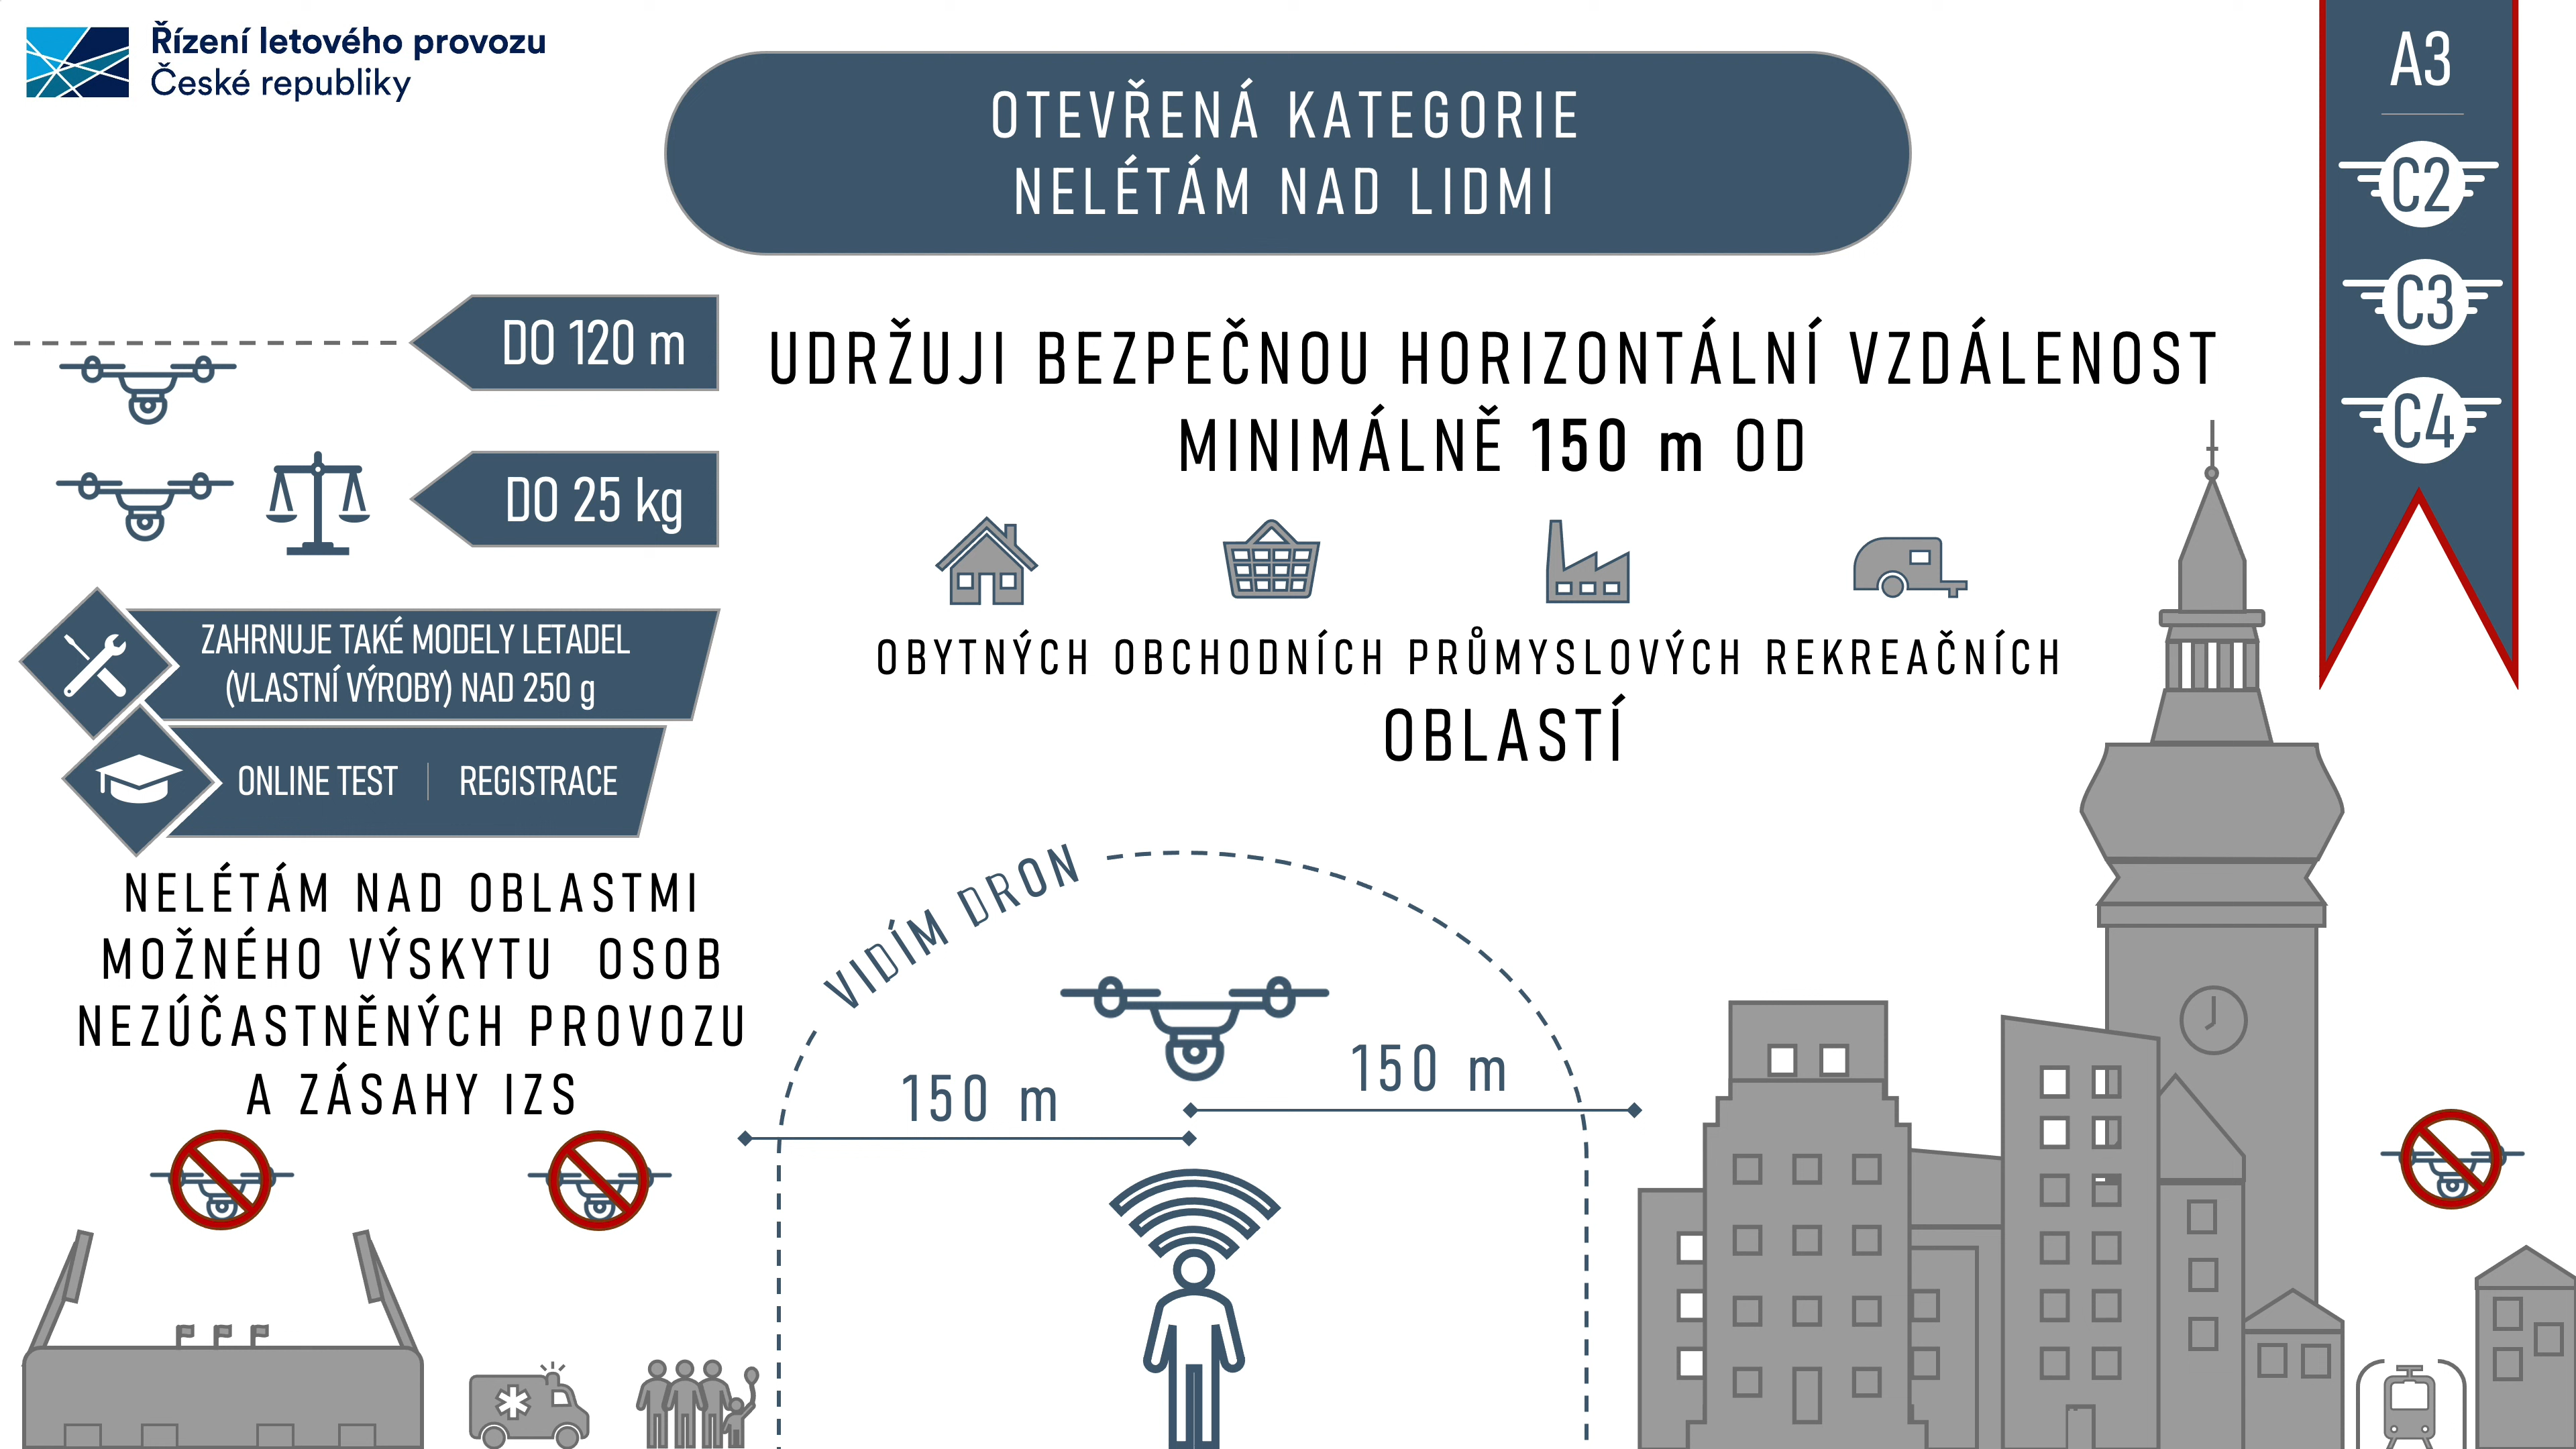 Řízení letového provozu
České republiky
OTEVŘENÁ KATEGORIE
NELÉTÁM NAD LIDMI
A3
C2
C3
C4
DO 120 m
DO 25 kg
ZAHRNUJE TAKÉ MODELY LETADEL
(VLASTNÍ VÝROBY) NAD 250 g
ONLINE TEST | REGISTRACE
NELÉTÁM NAD OBLASTMI
MOŽNÉHO VÝSKYTU OSOB
NEZÚČASTNĚNÝCH PROVOZU
A ZÁSAHY IZS
UDRŽUJI BEZPEČNOU HORIZONTÁLNÍ VZDÁLENOST
MINIMÁLNĚ 150 m OD
OBYTNÝCH OBCHODNÍCH PRŮMYSLOVÝCH REKREAČNÍCH
OBLASTÍ
VIDÍM DRON
150 m
150 m